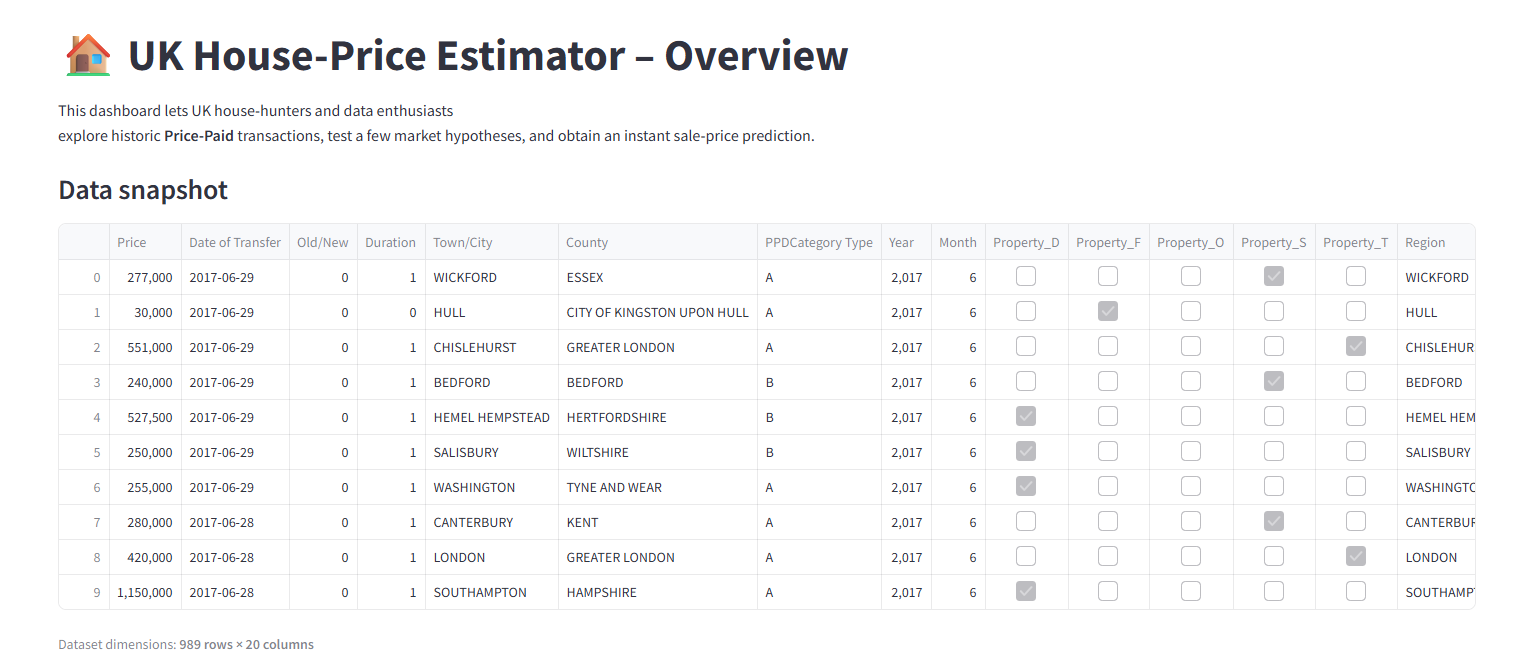 UK House-Price Estimator – Overview
This dashboard lets UK house-hunters and data enthusiasts
explore historic Price-Paid transactions, test a few market hypotheses, and obtain an instant sale-price prediction.
Data snapshot
Price Date of Transfer Old/New Duration Town/City County PPDCategory Type Year Month Property_D Property_F Property_O Property_S Property_T Region
0 277,000 2017-06-29 0 1 WICKFORD ESSEX A 2,017 6 WICKFORD
1 30,000 2017-06-29 0 0 HULL CITY OF KINGSTON UPON HULL A 2,017 6 HULL
2 551,000 2017-06-29 0 1 CHISLEHURST GREATER LONDON A 2,017 6 CHISLEHUR
3 240,000 2017-06-29 0 1 BEDFORD BEDFORD B 2,017 6 BEDFORD
4 527,500 2017-06-29 0 1 HEMEL HEMPSTEAD HERTFORDSHIRE B 2,017 6 HEMEL HEM
5 250,000 2017-06-29 0 1 SALISBURY WILTSHIRE B 2,017 6 SALISBURY
6 255,000 2017-06-29 0 1 WASHINGTON TYNE AND WEAR A 2,017 6 WASHINGTO
7 280,000 2017-06-28 0 1 CANTERBURY KENT A 2,017 6 CANTERBUR
8 420,000 2017-06-28 0 1 LONDON GREATER LONDON A 2,017 6 LONDON
9 1,150,000 2017-06-28 0 1 SOUTHAMPTON HAMPSHIRE A 2,017 6 SOUTHAMPT
Dataset dimensions: 989 rows × 20 columns